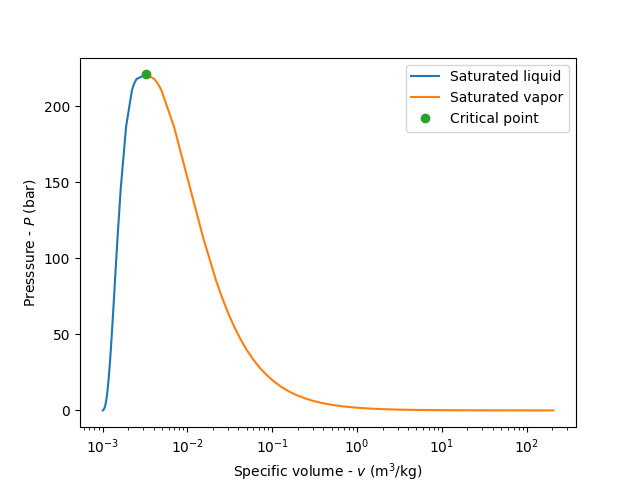 Saturated liquid
Saturated vapor
Critical point
200
150
100
50
0
10⁻³ 10⁻² 10⁻¹ 10⁰ 10¹ 10²
Presssure - P (bar)
Specific volume - v (m³/kg)